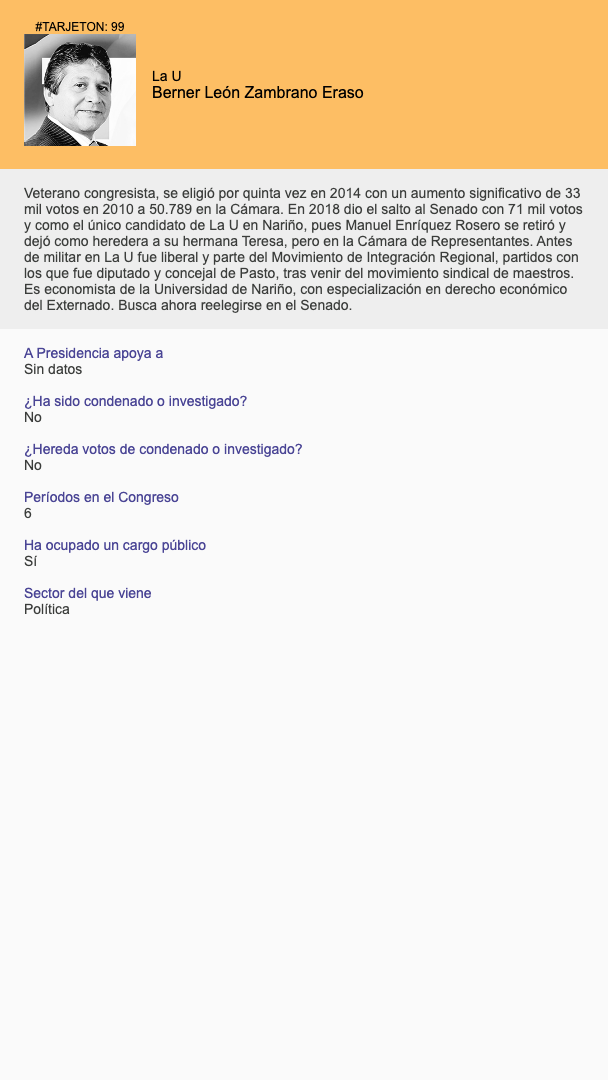 #TARJETON: 99
La U
Berner León Zambrano Eraso
Veterano congresista, se eligió por quinta vez en 2014 con un aumento significativo de 33
mil votos en 2010 a 50.789 en la Cámara. En 2018 dio el salto al Senado con 71 mil votos
y como el único candidato de La U en Nariño, pues Manuel Enríquez Rosero se retiró y
dejó como heredera a su hermana Teresa, pero en la Cámara de Representantes. Antes
de militar en La U fue liberal y parte del Movimiento de Integración Regional, partidos con
los que fue diputado y concejal de Pasto, tras venir del movimiento sindical de maestros.
Es economista de la Universidad de Nariño, con especialización en derecho económico
del Externado. Busca ahora reelegirse en el Senado.
A Presidencia apoya a
Sin datos
¿Ha sido condenado o investigado?
No
¿Hereda votos de condenado o investigado?
No
Períodos en el Congreso
6
Ha ocupado un cargo público
Sí
Sector del que viene
Política